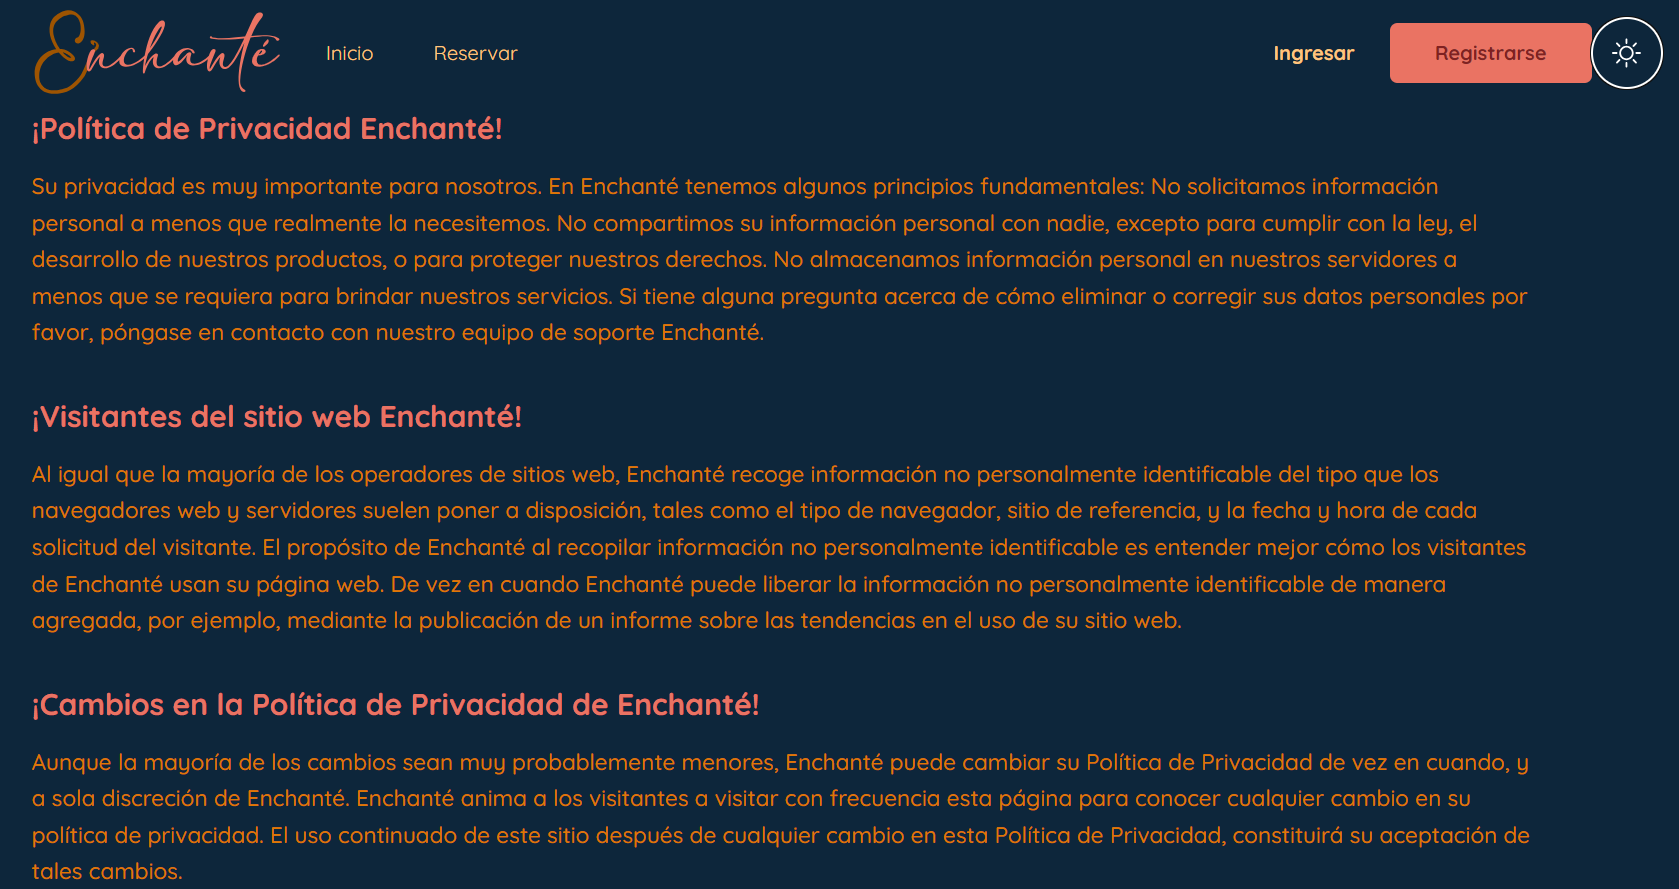 Enchanté
Inicio
Reservar
Ingresar
Registrarse
¡Política de Privacidad Enchanté!
Su privacidad es muy importante para nosotros. En Enchanté tenemos algunos principios fundamentales: No solicitamos información
personal a menos que realmente la necesitemos. No compartimos su información personal con nadie, excepto para cumplir con la ley, el
desarrollo de nuestros productos, o para proteger nuestros derechos. No almacenamos información personal en nuestros servidores a
menos que se requiera para brindar nuestros servicios. Si tiene alguna pregunta acerca de cómo eliminar o corregir sus datos personales por
favor, póngase en contacto con nuestro equipo de soporte Enchanté.
¡Visitantes del sitio web Enchanté!
Al igual que la mayoría de los operadores de sitios web, Enchanté recoge información no personalmente identificable del tipo que los
navegadores web y servidores suelen poner a disposición, tales como el tipo de navegador, sitio de referencia, y la fecha y hora de cada
solicitud del visitante. El propósito de Enchanté al recopilar información no personalmente identificable es entender mejor cómo los visitantes
de Enchanté usan su página web. De vez en cuando Enchanté puede liberar la información no personalmente identificable de manera
agregada, por ejemplo, mediante la publicación de un informe sobre las tendencias en el uso de su sitio web.
¡Cambios en la Política de Privacidad de Enchanté!
Aunque la mayoría de los cambios sean muy probablemente menores, Enchanté puede cambiar su Política de Privacidad de vez en cuando, y
a sola discreción de Enchanté. Enchanté anima a los visitantes a visitar con frecuencia esta página para conocer cualquier cambio en su
política de privacidad. El uso continuado de este sitio después de cualquier cambio en esta Política de Privacidad, constituirá su aceptación de
tales cambios.